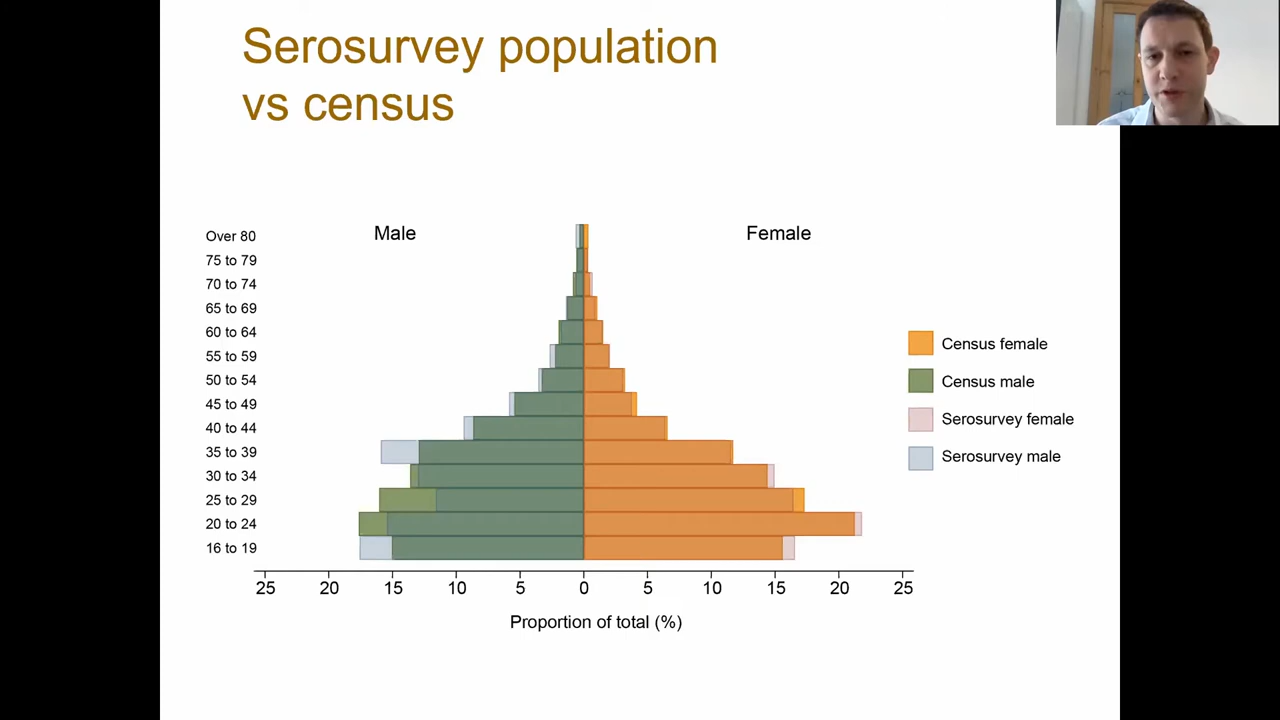 Serosurvey population
vs census
Male
Female
Over 80
75 to 79
70 to 74
65 to 69
60 to 64
55 to 59
50 to 54
45 to 49
40 to 44
35 to 39
30 to 34
25 to 29
20 to 24
16 to 19
Census female
Census male
Serosurvey female
Serosurvey male
25 20 15 10 5 0 5 10 15 20 25
Proportion of total (%)